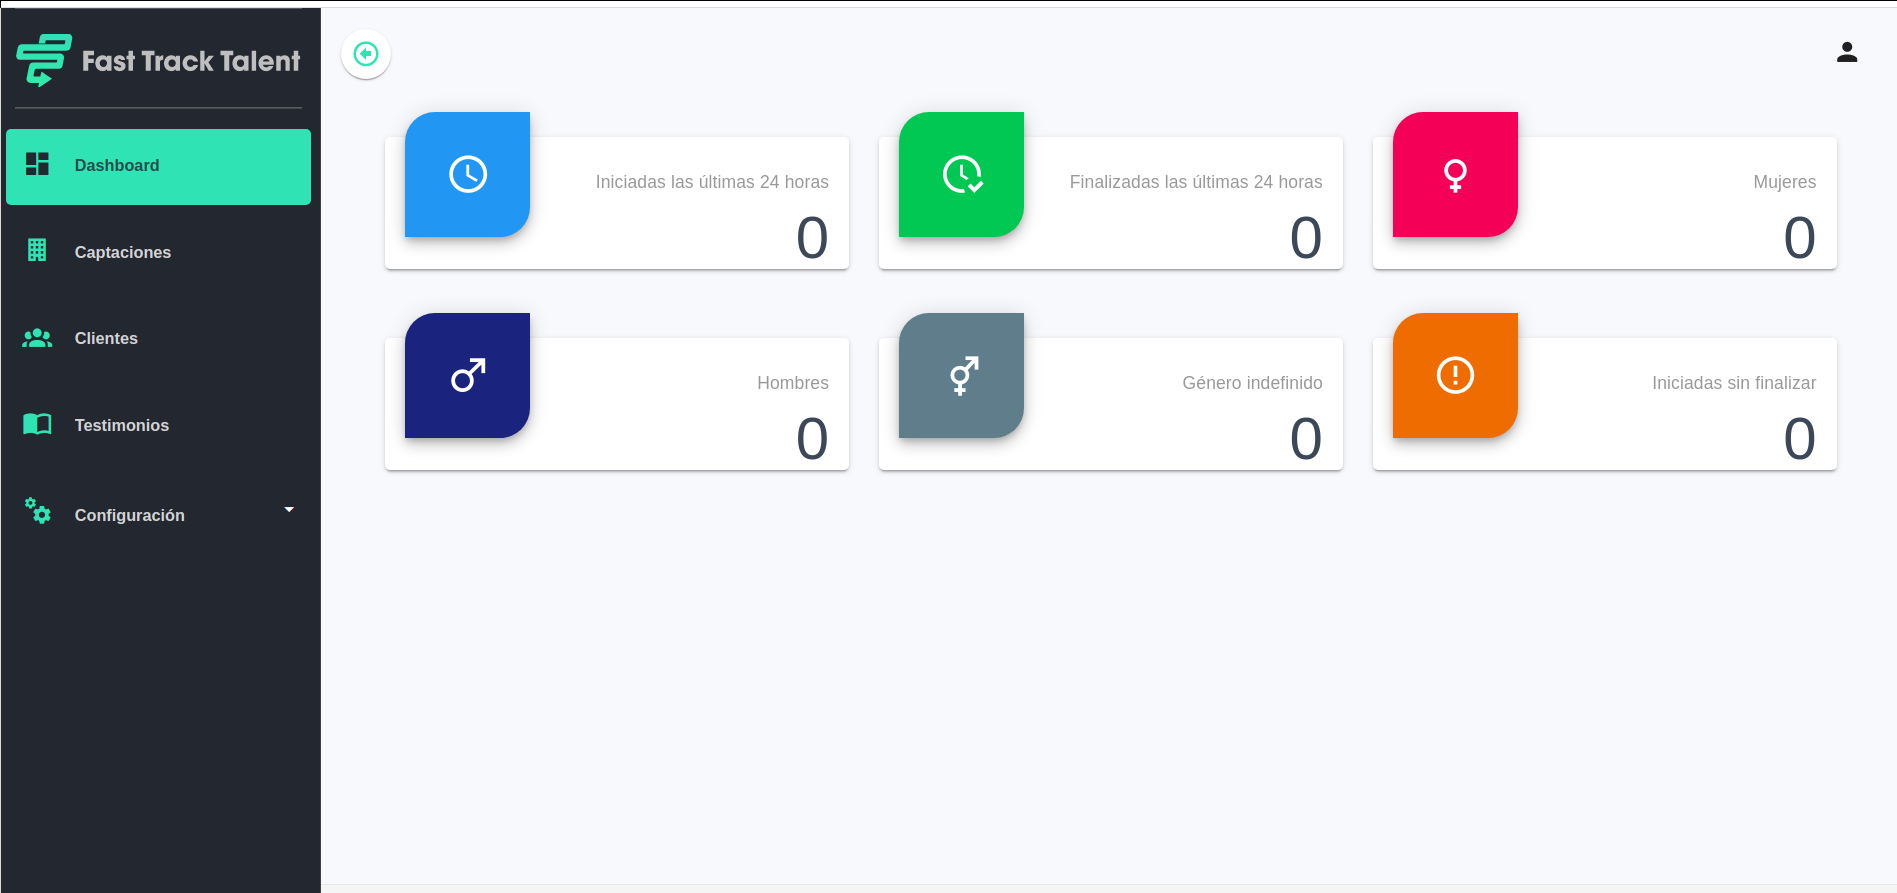 Fast Track Talent
Dashboard
Captaciones
Clientes
Testimonios
Configuración
Iniciadas las últimas 24 horas
0
Finalizadas las últimas 24 horas
0
Mujeres
0
Hombres
0
Género indefinido
0
Iniciadas sin finalizar
0